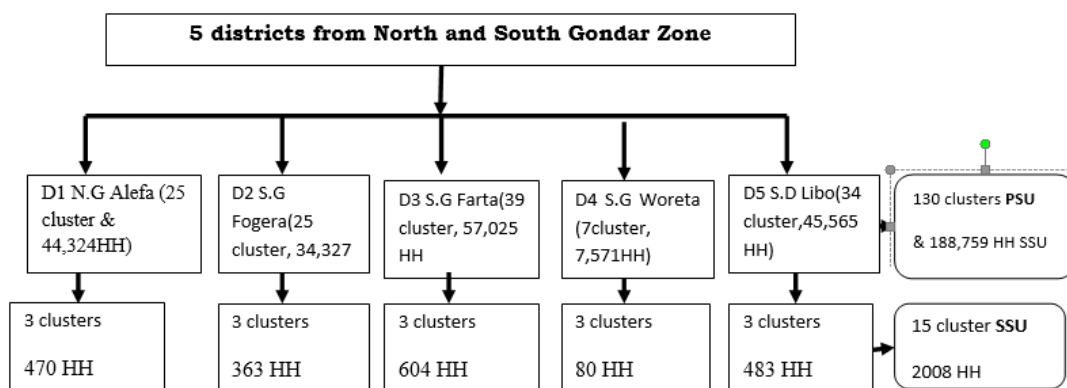 5 districts from North and South Gondar Zone
D1 N.G Alefa (25
cluster &
44,324HH)
D2 S.G
Fogera(25
cluster, 34,327
D3 S.G Farta(39
cluster, 57,025
HH
D4 S.G Woreta
(7cluster,
7,571HH)
D5 S.D Libo(34
cluster,45,565
HH)
130 clusters PSU
& 188,759 HH SSU
3 clusters
470 HH
3 clusters
363 HH
3 clusters
604 HH
3 clusters
80 HH
3 clusters
483 HH
15 cluster SSU
2008 HH